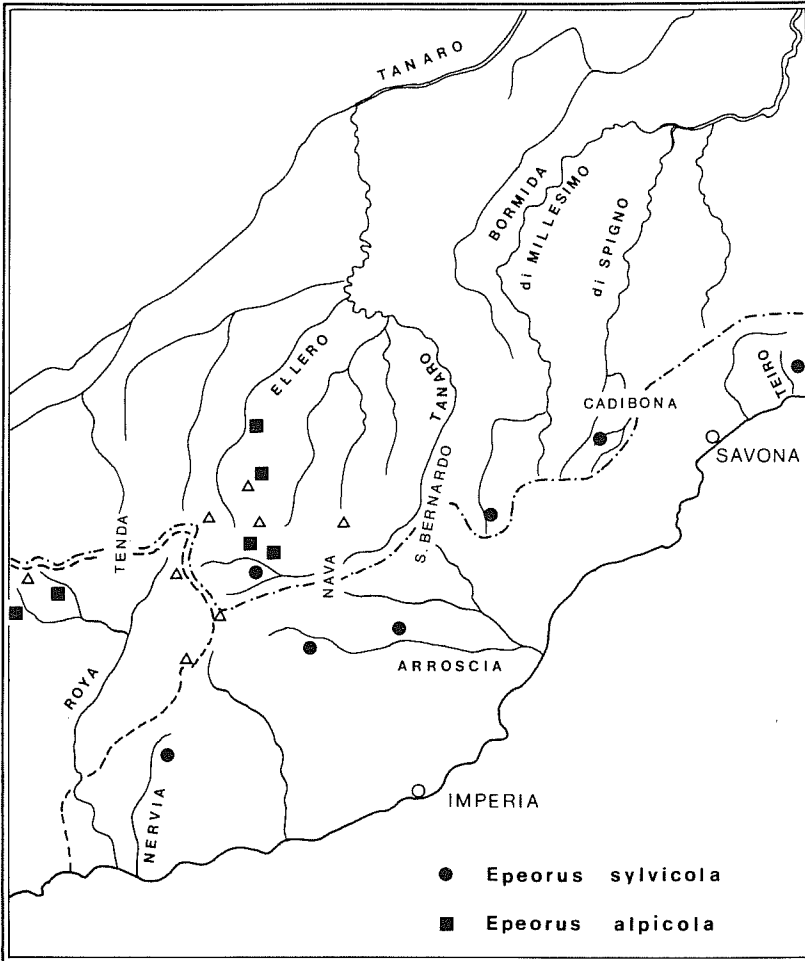 TANARO
BORMIDA
di MILLESIMO
di SPIGNO
ELLERO
TANARO
TEIRO
CADIBONA
SAVONA
S. BERNARDO
TENDA
NAVA
ROYA
ARROSCIA
NERVIA
IMPERIA
Epeorus sylvicola
Epeorus alpicola